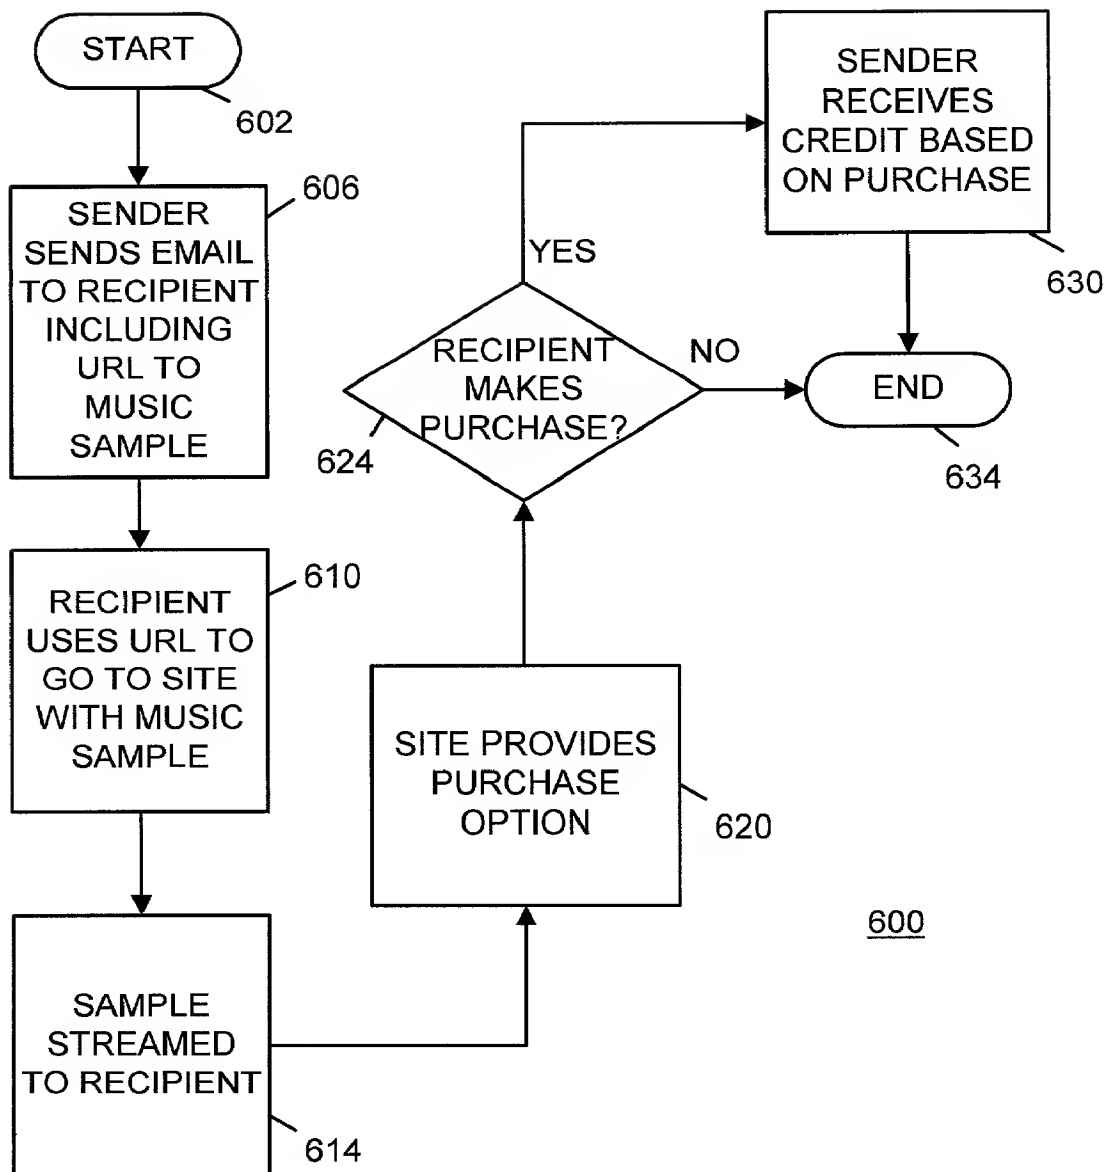 START
602
606
SENDER
SENDS EMAIL
TO RECIPIENT
INCLUDING
URL TO
MUSIC
SAMPLE
610
RECIPIENT
USES URL TO
GO TO SITE
WITH MUSIC
SAMPLE
SAMPLE
STREAMED
TO RECIPIENT
614
SITE PROVIDES
PURCHASE
OPTION
620
RECIPIENT
MAKES
PURCHASE?
624
YES
NO
SENDER
RECEIVES
CREDIT BASED
ON PURCHASE
630
END
634
600